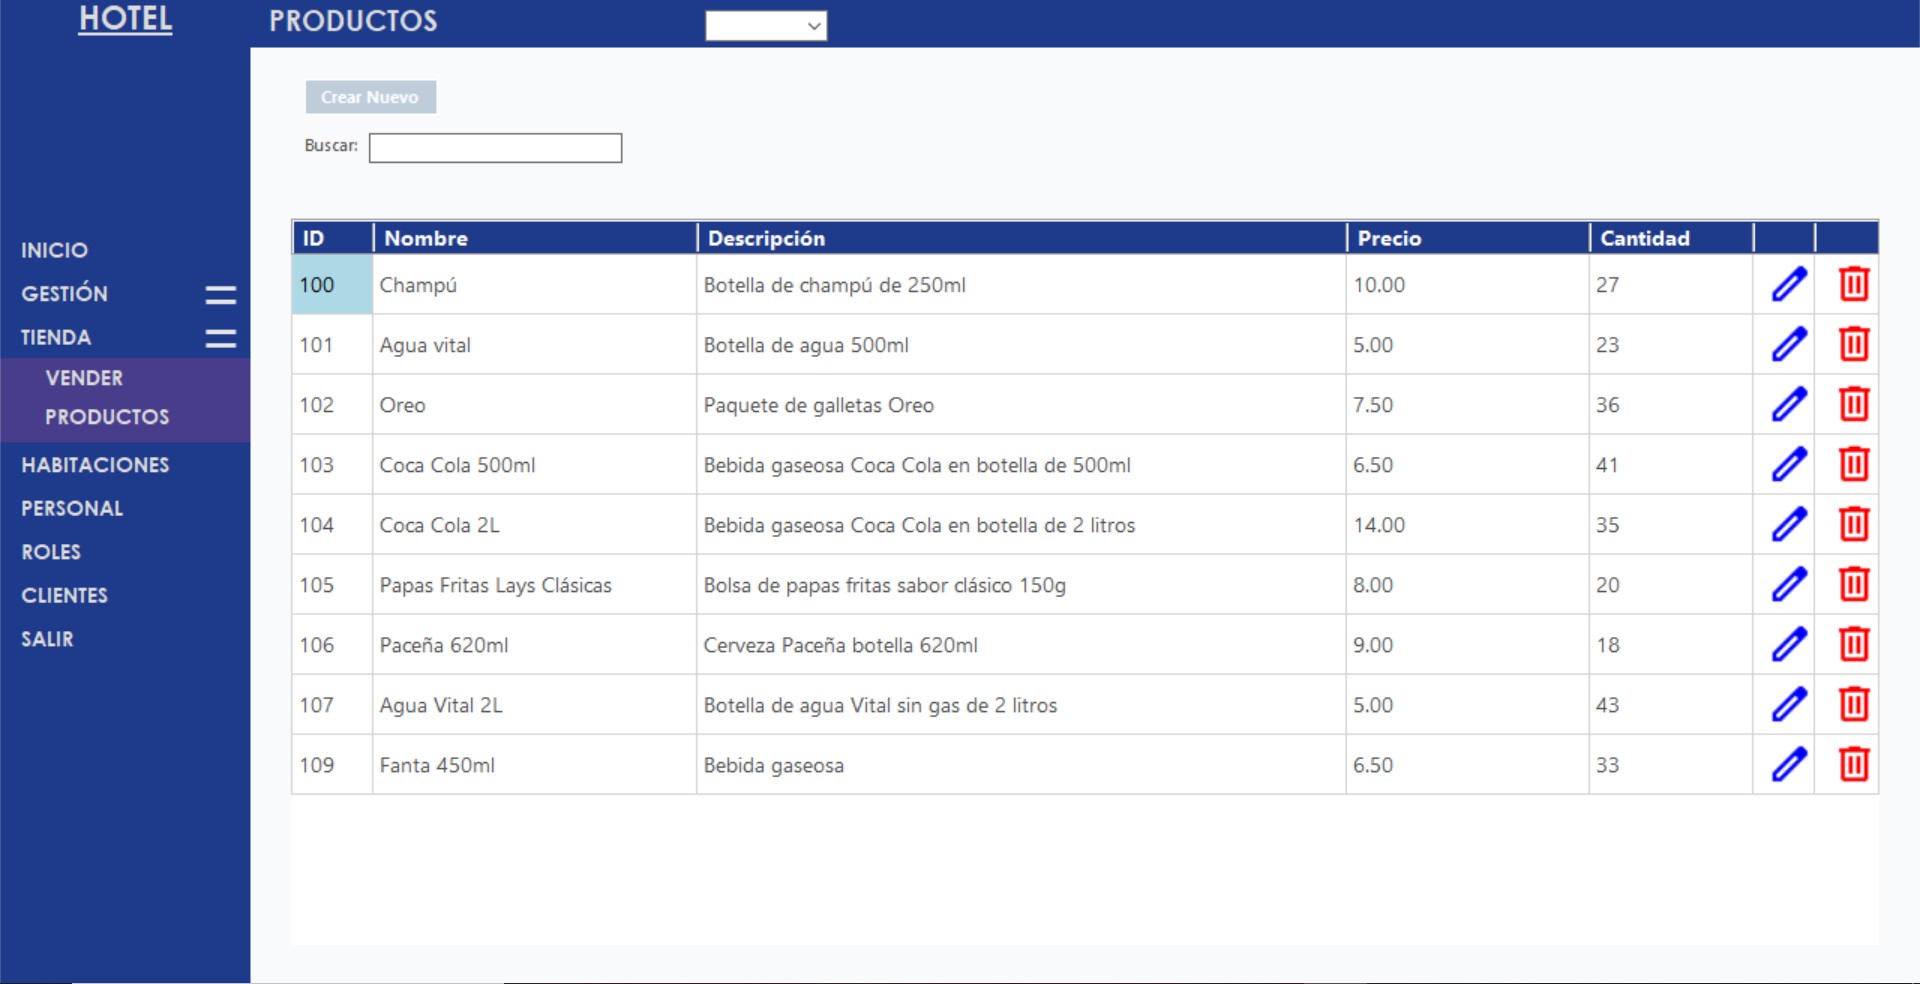 HOTEL
PRODUCTOS
Crear Nuevo
Buscar:
INICIO
GESTIÓN
TIENDA
VENDER
PRODUCTOS
HABITACIONES
PERSONAL
ROLES
CLIENTES
SALIR
ID Nombre Descripción Precio Cantidad
100 Champú Botella de champú de 250ml 10.00 27
101 Agua vital Botella de agua 500ml 5.00 23
102 Oreo Paquete de galletas Oreo 7.50 36
103 Coca Cola 500ml Bebida gaseosa Coca Cola en botella de 500ml 6.50 41
104 Coca Cola 2L Bebida gaseosa Coca Cola en botella de 2 litros 14.00 35
105 Papas Fritas Lays Clásicas Bolsa de papas fritas sabor clásico 150g 8.00 20
106 Paceña 620ml Cerveza Paceña botella 620ml 9.00 18
107 Agua Vital 2L Botella de agua Vital sin gas de 2 litros 5.00 43
109 Fanta 450ml Bebida gaseosa 6.50 33